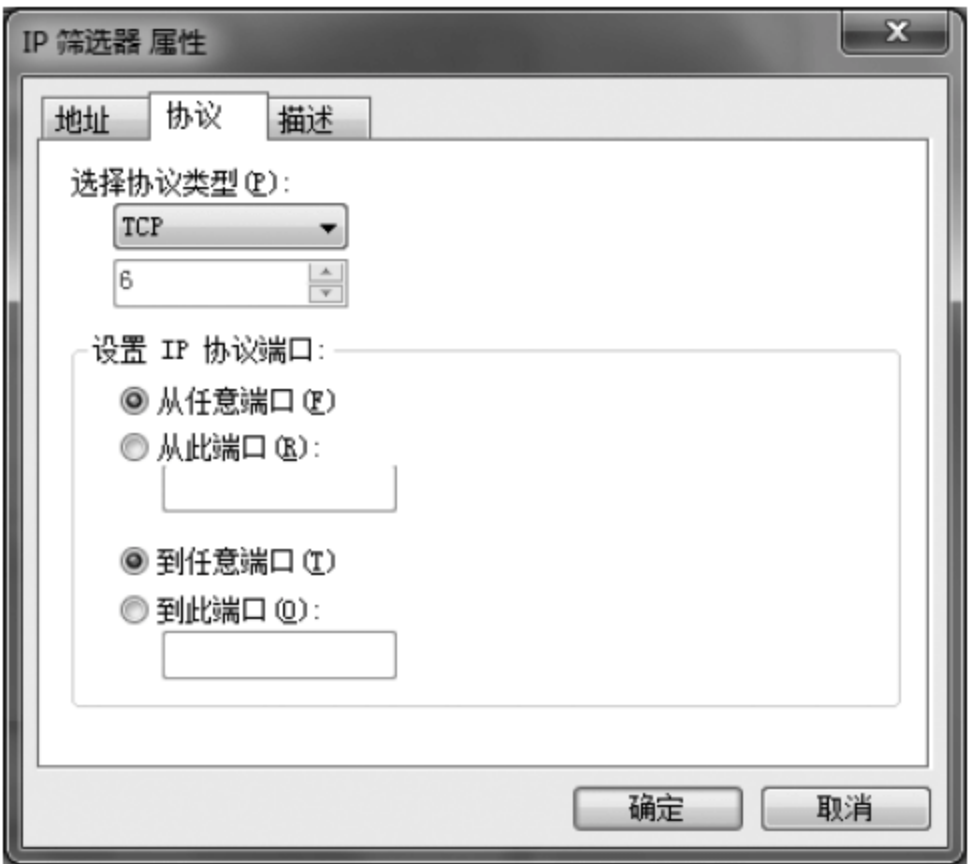 IP 筛选器 属性
地址 协议 描述
选择协议类型(P):
TCP
6
设置 IP 协议端口:
从任意端口(F)
从此端口(R):
到任意端口(T)
到此端口(O):
确定 取消